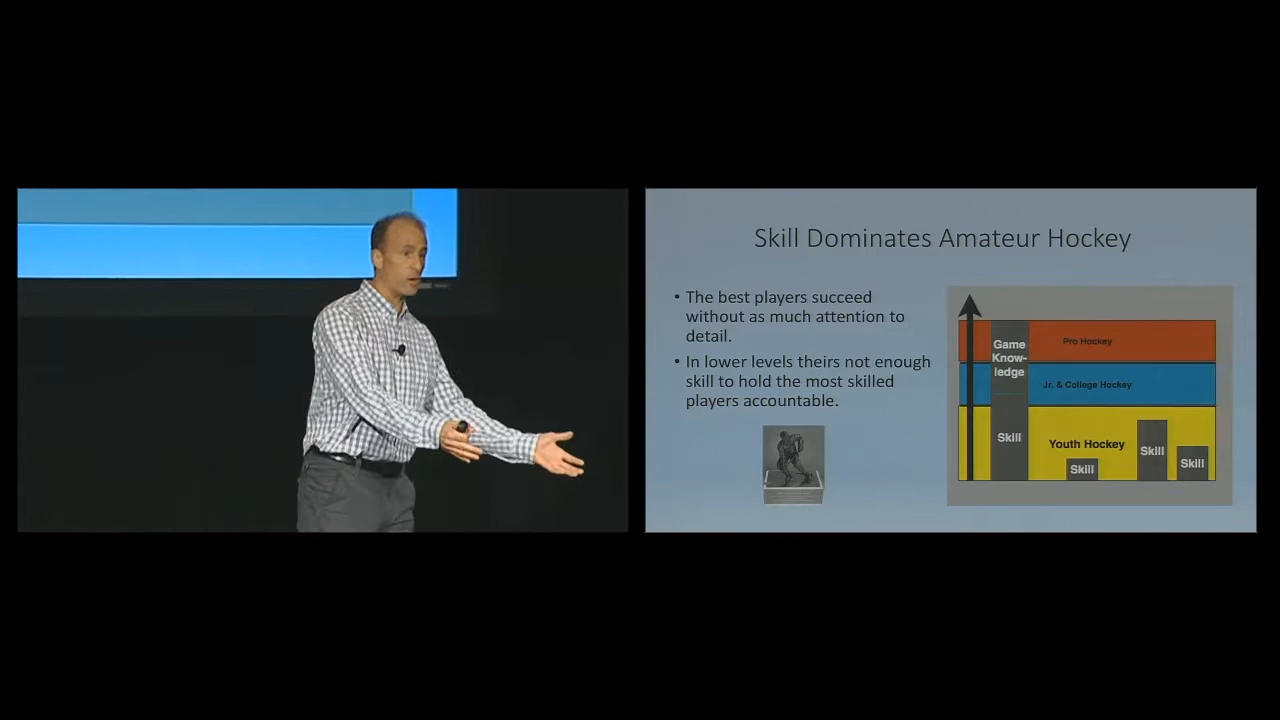 Skill Dominates Amateur Hockey
• The best players succeed
without as much attention to
detail.
• In lower levels theirs not enough
skill to hold the most skilled
players accountable.
Game
Know-
ledge
Skill
Pro Hockey
Jr. & College Hockey
Youth Hockey
Skill
Skill
Skill